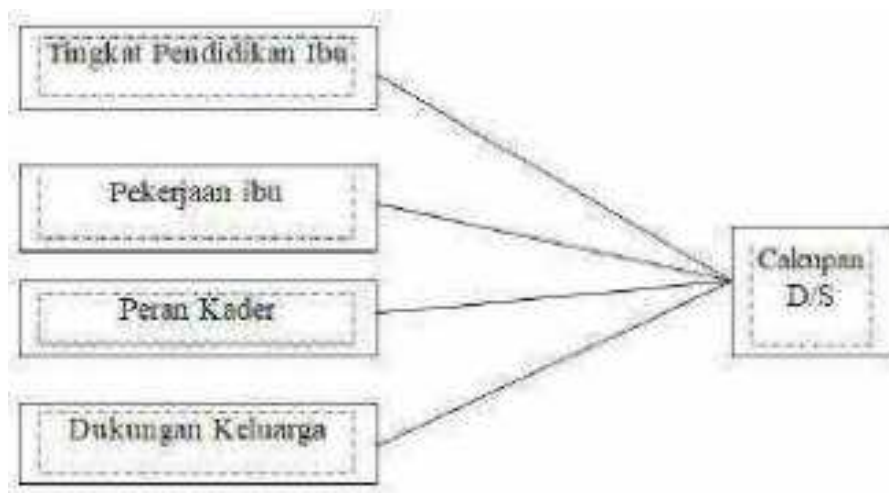 Tingkat Pendidikan Ibu
Pekerjaan ibu
Peran Kader
Dukungan Keluarga
Cakupan
D/S